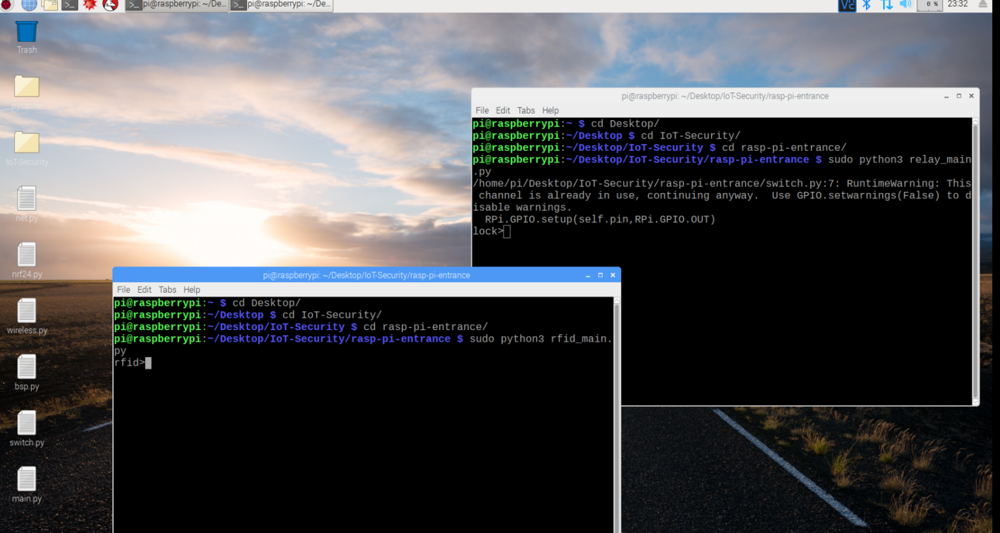 pi@raspberrypi: ~/De...
pi@raspberrypi: ~/De...
0 %
23:32
Trash
IoT-Security
net.py
nrf24.py
wireless.py
bsp.py
switch.py
main.py
pi@raspberrypi: ~/Desktop/IoT-Security/rasp-pi-entrance
File Edit Tabs Help
pi@raspberrypi:~ $ cd Desktop/
pi@raspberrypi:~/Desktop $ cd IoT-Security/
pi@raspberrypi:~/Desktop/IoT-Security $ cd rasp-pi-entrance/
pi@raspberrypi:~/Desktop/IoT-Security/rasp-pi-entrance $ sudo python3 relay_main
.py
/home/pi/Desktop/IoT-Security/rasp-pi-entrance/switch.py:7: RuntimeWarning: This
channel is already in use, continuing anyway.  Use GPIO.setwarnings(False) to d
isable warnings.
RPi.GPIO.setup(self.pin,RPi.GPIO.OUT)
lock>
pi@raspberrypi: ~/Desktop/IoT-Security/rasp-pi-entrance
File Edit Tabs Help
pi@raspberrypi:~ $ cd Desktop/
pi@raspberrypi:~/Desktop $ cd IoT-Security/
pi@raspberrypi:~/Desktop/IoT-Security $ cd rasp-pi-entrance/
pi@raspberrypi:~/Desktop/IoT-Security/rasp-pi-entrance $ sudo python3 rfid_main.
py
rfid>